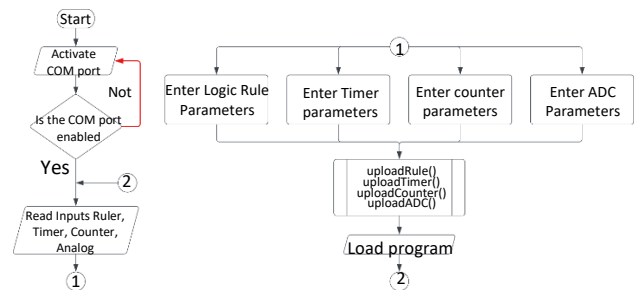 Start
Activate
COM port
Not
Is the COM port
enabled
Yes
2
Read Inputs Ruler,
Timer, Counter,
Analog
1
1
Enter Logic Rule
Parameters
Enter Timer
parameters
Enter counter
parameters
Enter ADC
Parameters
uploadRule()
uploadTimer()
uploadCounter()
uploadADC()
Load program
2